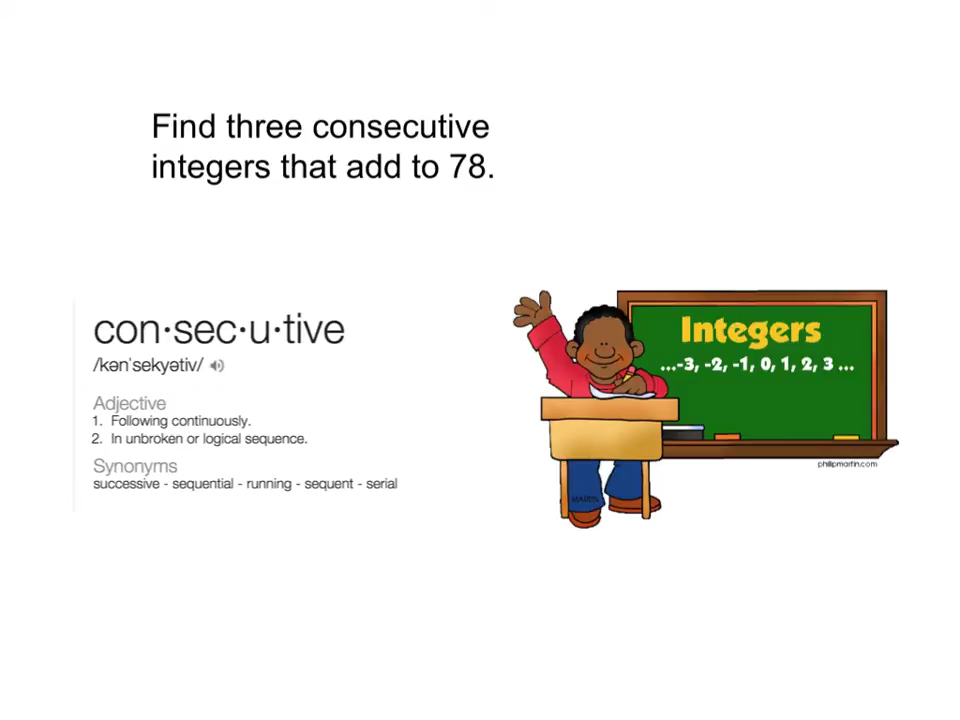 Find three consecutive
integers that add to 78.
con·sec·u·tive
/kənˈsekyətiv/
Adjective
1. Following continuously.
2. In unbroken or logical sequence.
Synonyms
successive - sequential - running - sequent - serial
Integers
...-3, -2, -1, 0, 1, 2, 3 ...
philipmartin.com